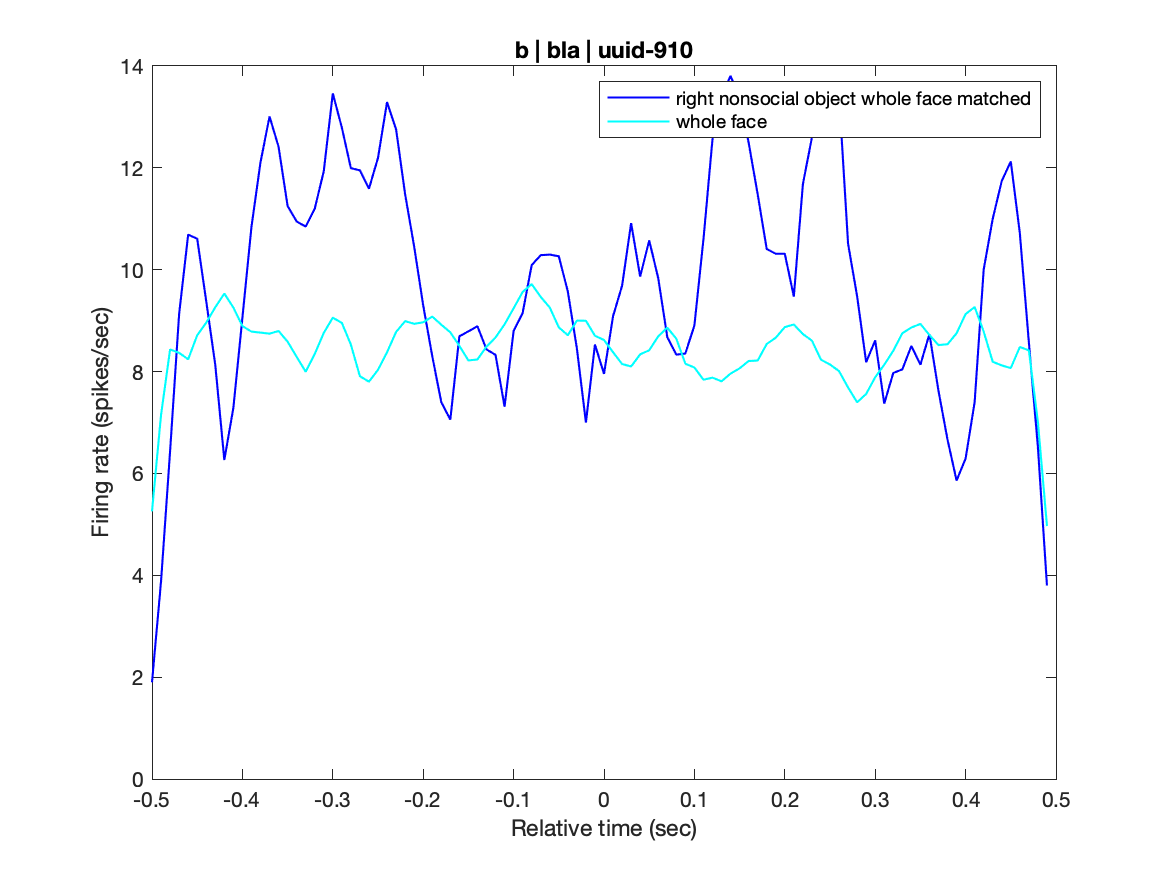 b | bla | uuid-910
right nonsocial object whole face matched
whole face
Firing rate (spikes/sec)
14
12
10
8
6
4
2
0
-0.5 -0.4 -0.3 -0.2 -0.1 0 0.1 0.2 0.3 0.4 0.5
Relative time (sec)